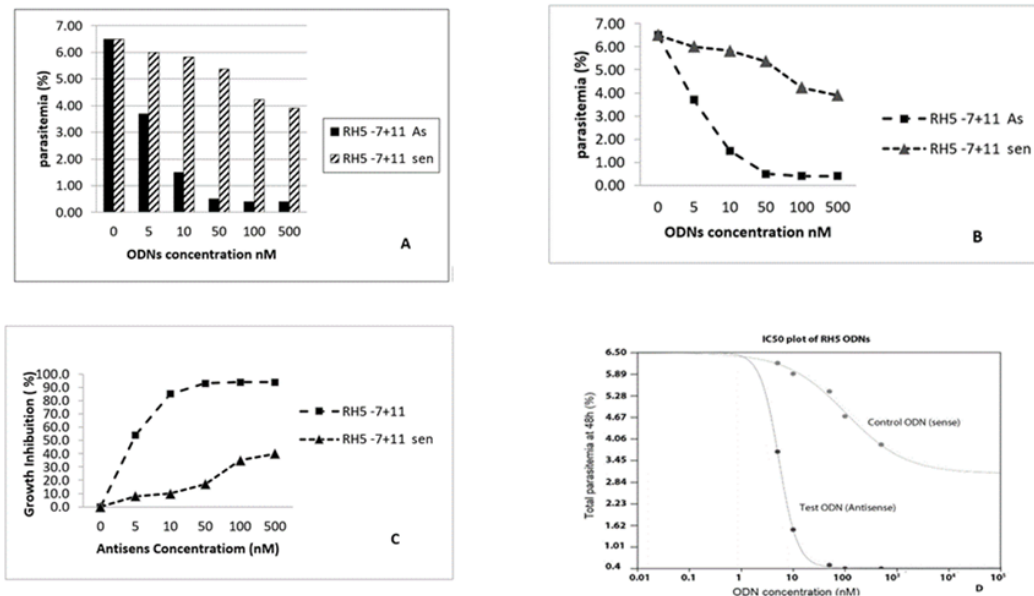 7.00
6.00
5.00
4.00
3.00
2.00
1.00
0.00
parasitemia (%)
0 5 10 50 100 500
ODNs concentration nM
RH5 -7+11 As
RH5 -7+11 sen
A
7.00
6.00
5.00
4.00
3.00
2.00
1.00
0.00
parasitemia (%)
0 5 10 50 100 500
ODNs concentration nM
RH5 -7+11 As
RH5 -7+11 sen
B
100.0
90.0
80.0
70.0
60.0
50.0
40.0
30.0
20.0
10.0
0.0
Growth Inhibuition (%)
0 5 10 50 100 500
Antisens Concentratiom (nM)
RH5 -7+11
RH5 -7+11 sen
C
IC50 plot of RH5 ODNs
6.50
5.89
5.28
4.67
4.06
3.45
2.84
2.23
1.62
1.01
0.4
Total parasitemia at 48h (%)
Control ODN (sense)
Test ODN (Antisense)
0.01 0.1 1 10 100 10³ 10⁴ 10⁵
ODN concentration (nM)
D